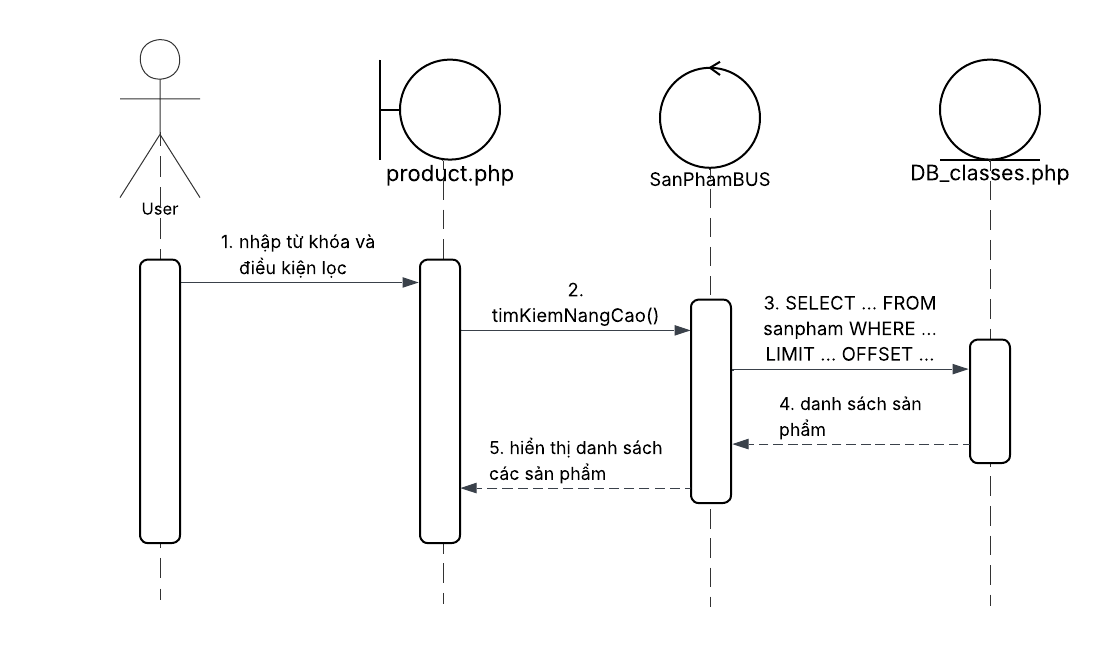 User
product.php
SanPhamBUS
DB_classes.php
1. nhập từ khóa và
điều kiện lọc
2.
timKiemNangCao()
3. SELECT ... FROM
sanpham WHERE ...
LIMIT ... OFFSET ...
4. danh sách sản
phẩm
5. hiển thị danh sách
các sản phẩm